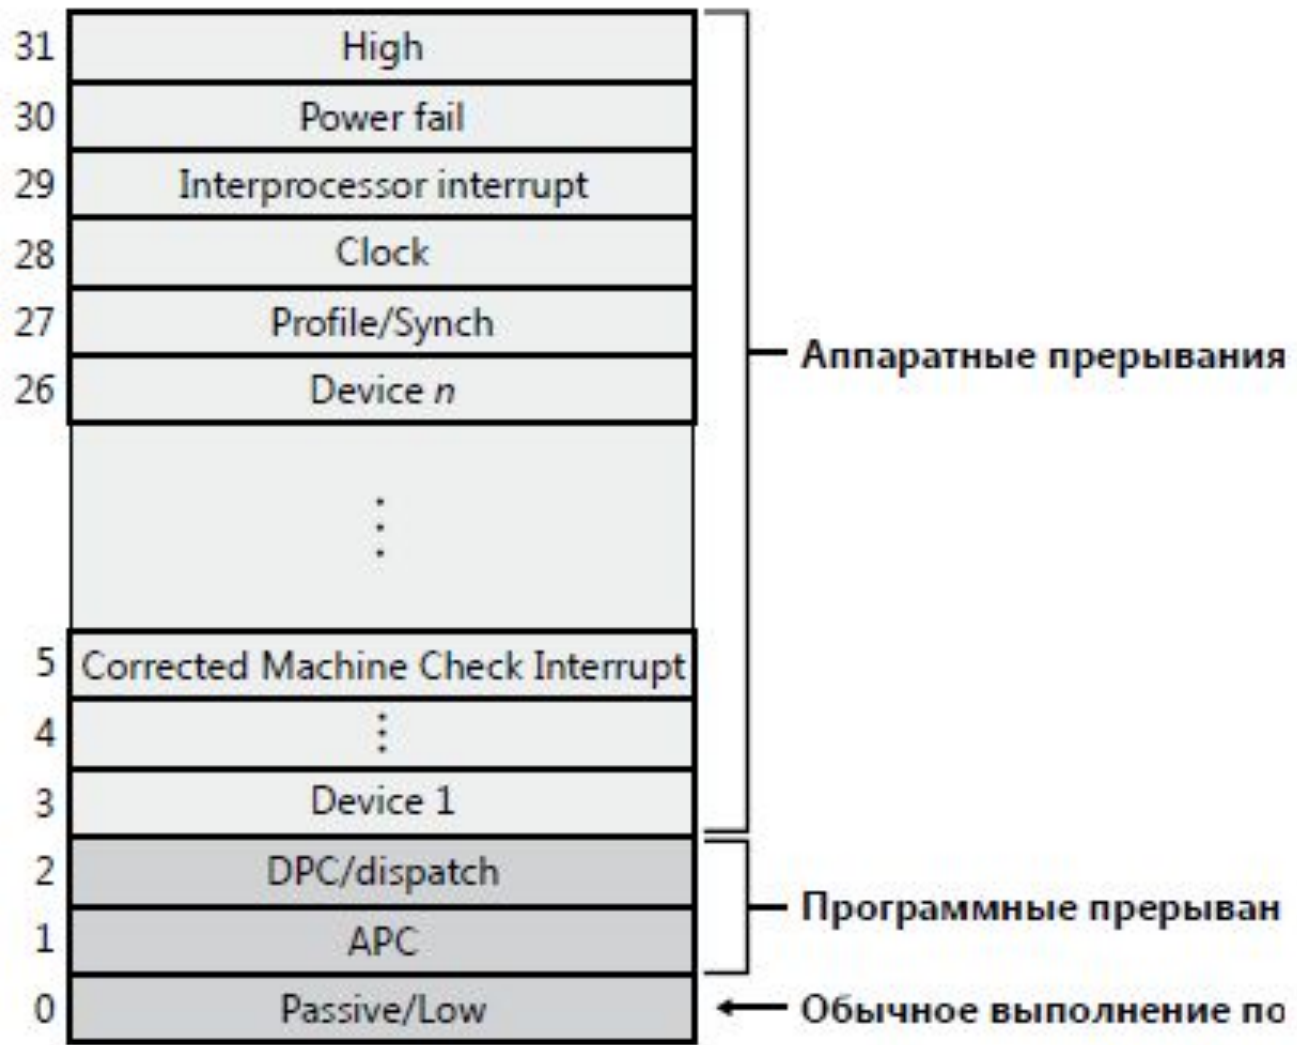 31 High
30 Power fail
29 Interprocessor interrupt
28 Clock
27 Profile/Synch
Аппаратные прерывания
26 Device n
5 Corrected Machine Check Interrupt
4
3 Device 1
2 DPC/dispatch
Программные прерыван
1 APC
0 Passive/Low Обычное выполнение по